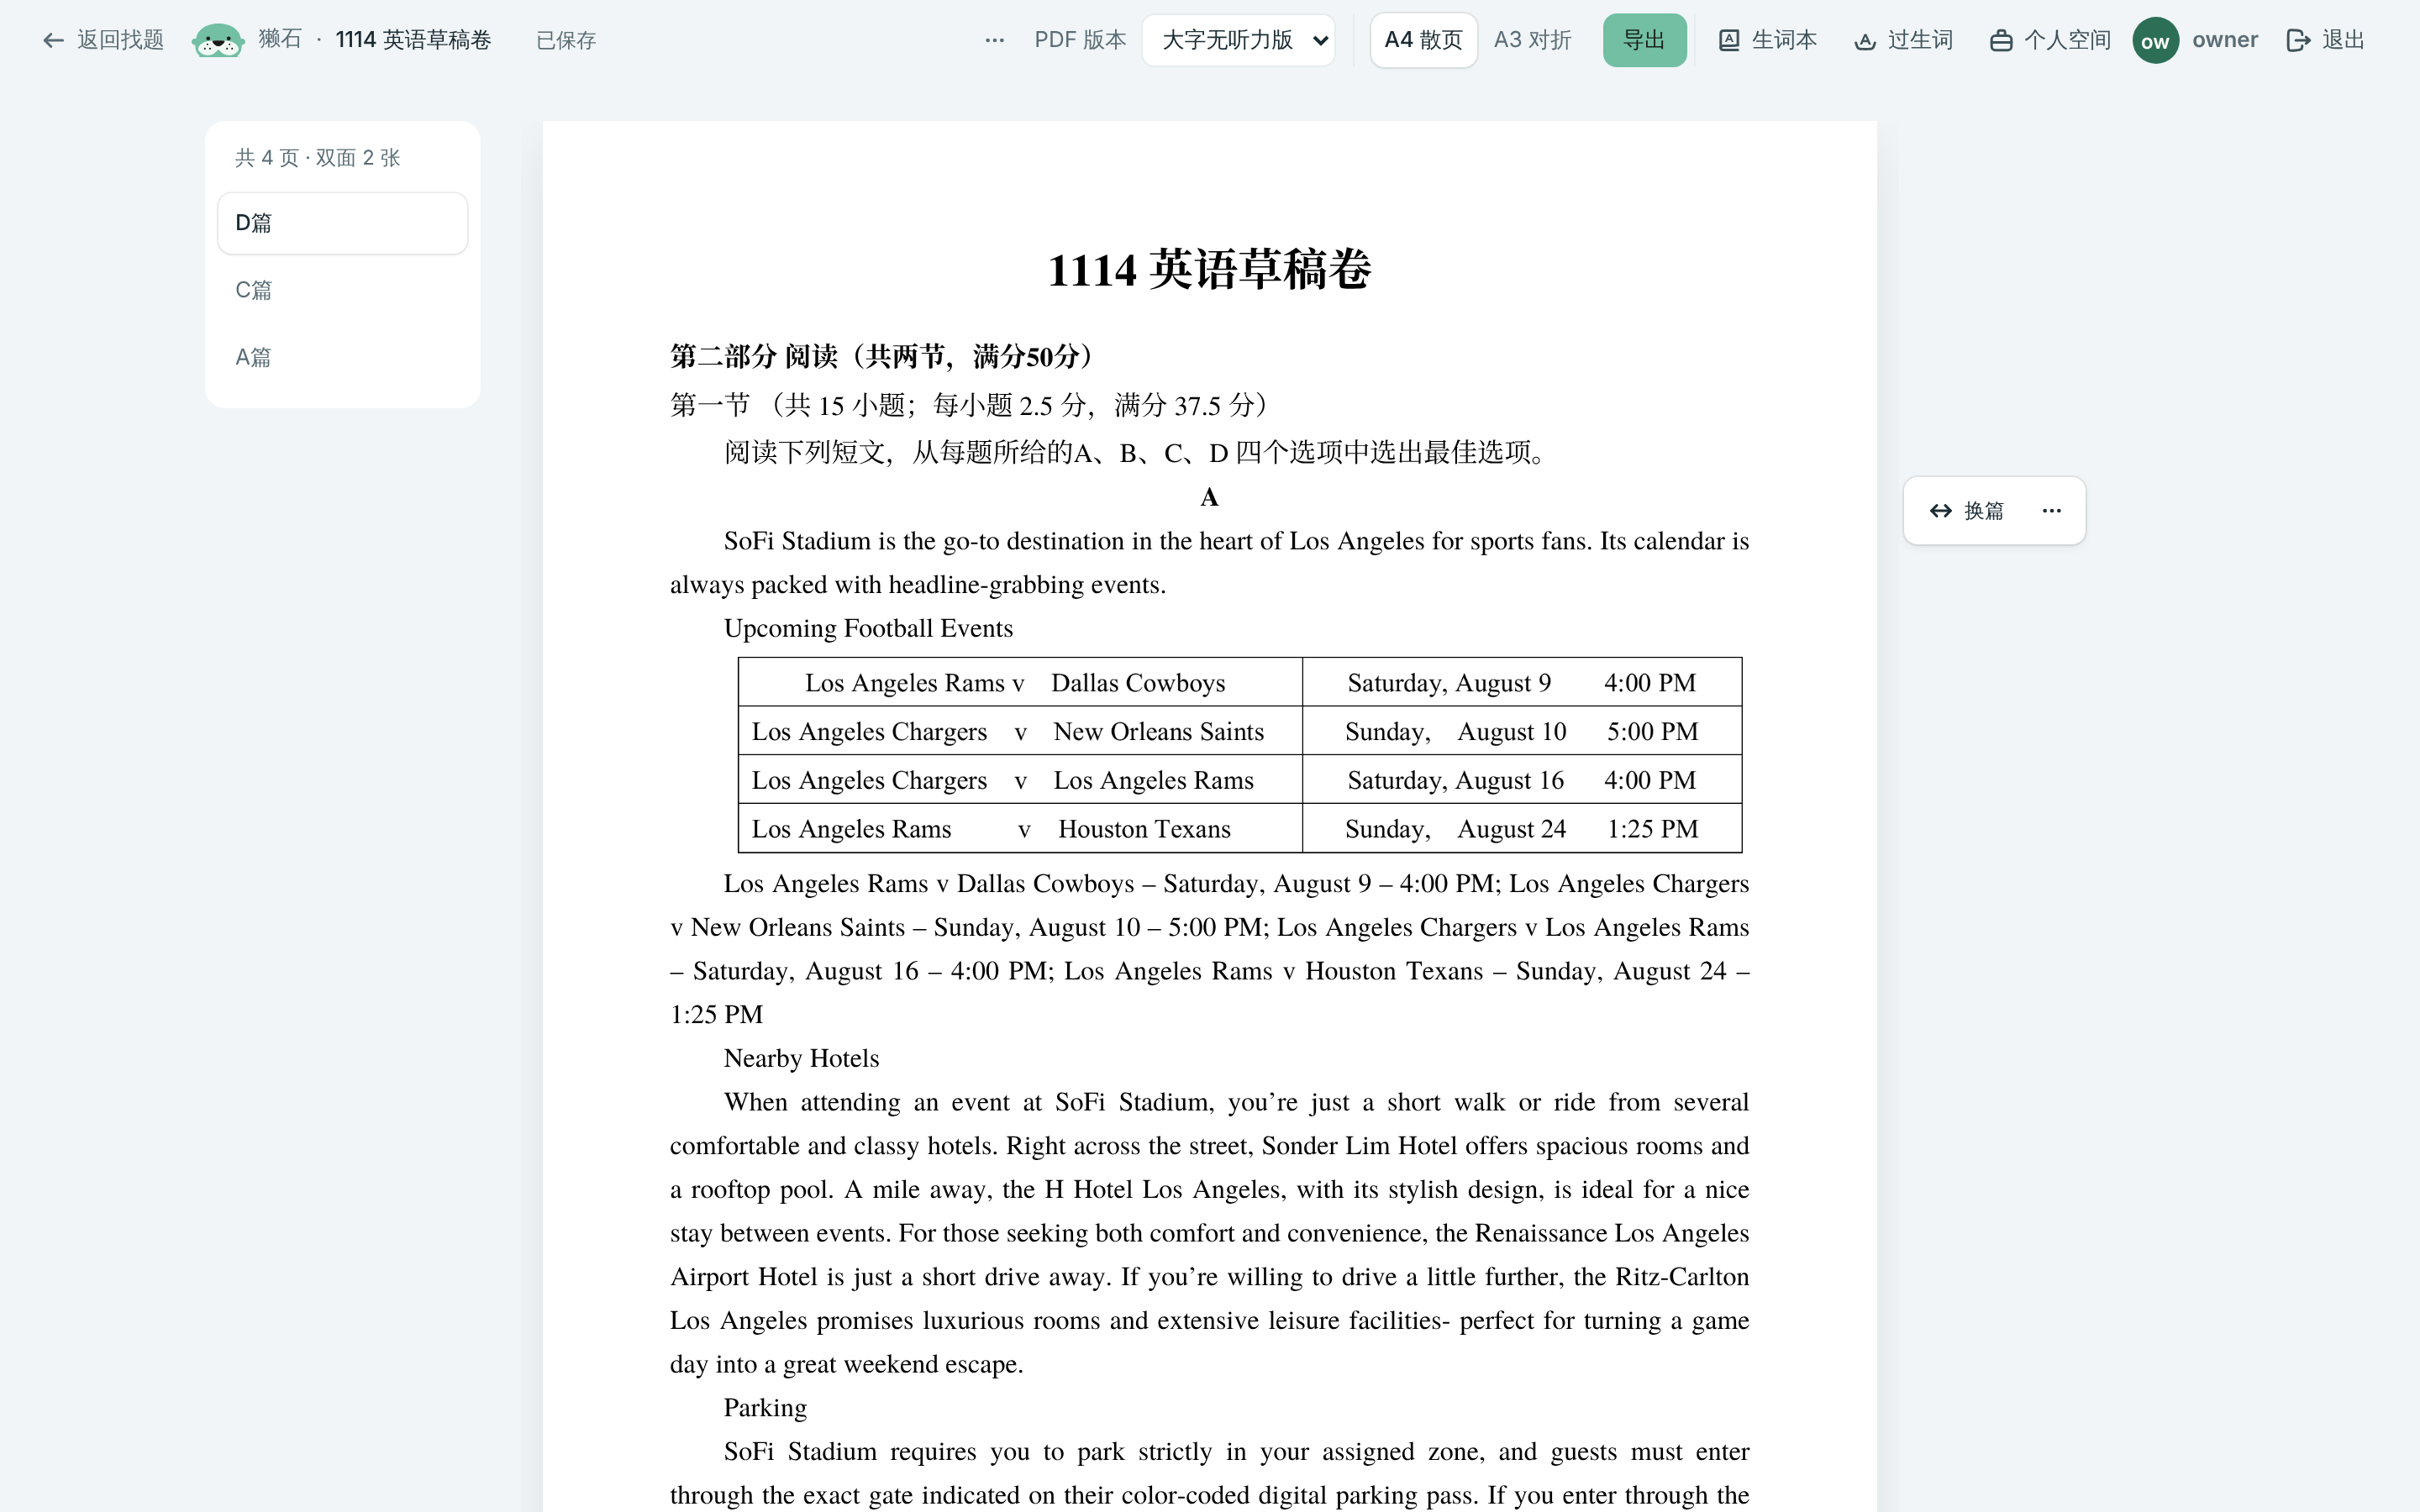 返回找题 獭石 · 1114 英语草稿卷 已保存 ··· PDF 版本 大字无听力版 A4 散页 A3 对折 导出 生词本 过生词 个人空间 ow owner 退出
共 4 页 · 双面 2 张
D篇
C篇
A篇
1114 英语草稿卷
第二部分 阅读（共两节，满分50分）
第一节 （共 15 小题；每小题 2.5 分，满分 37.5 分）
阅读下列短文，从每题所给的A、B、C、D 四个选项中选出最佳选项。
A
换篇 ···
SoFi Stadium is the go-to destination in the heart of Los Angeles for sports fans. Its calendar is
always packed with headline-grabbing events.
Upcoming Football Events
Los Angeles Rams v Dallas Cowboys Saturday, August 9 4:00 PM
Los Angeles Chargers v New Orleans Saints Sunday, August 10 5:00 PM
Los Angeles Chargers v Los Angeles Rams Saturday, August 16 4:00 PM
Los Angeles Rams v Houston Texans Sunday, August 24 1:25 PM
Los Angeles Rams v Dallas Cowboys – Saturday, August 9 – 4:00 PM; Los Angeles Chargers
v New Orleans Saints – Sunday, August 10 – 5:00 PM; Los Angeles Chargers v Los Angeles Rams
– Saturday, August 16 – 4:00 PM; Los Angeles Rams v Houston Texans – Sunday, August 24 –
1:25 PM
Nearby Hotels
When attending an event at SoFi Stadium, you’re just a short walk or ride from several
comfortable and classy hotels. Right across the street, Sonder Lim Hotel offers spacious rooms and
a rooftop pool. A mile away, the H Hotel Los Angeles, with its stylish design, is ideal for a nice
stay between events. For those seeking both comfort and convenience, the Renaissance Los Angeles
Airport Hotel is just a short drive away. If you’re willing to drive a little further, the Ritz-Carlton
Los Angeles promises luxurious rooms and extensive leisure facilities- perfect for turning a game
day into a great weekend escape.
Parking
SoFi Stadium requires you to park strictly in your assigned zone, and guests must enter
through the exact gate indicated on their color-coded digital parking pass. If you enter through the